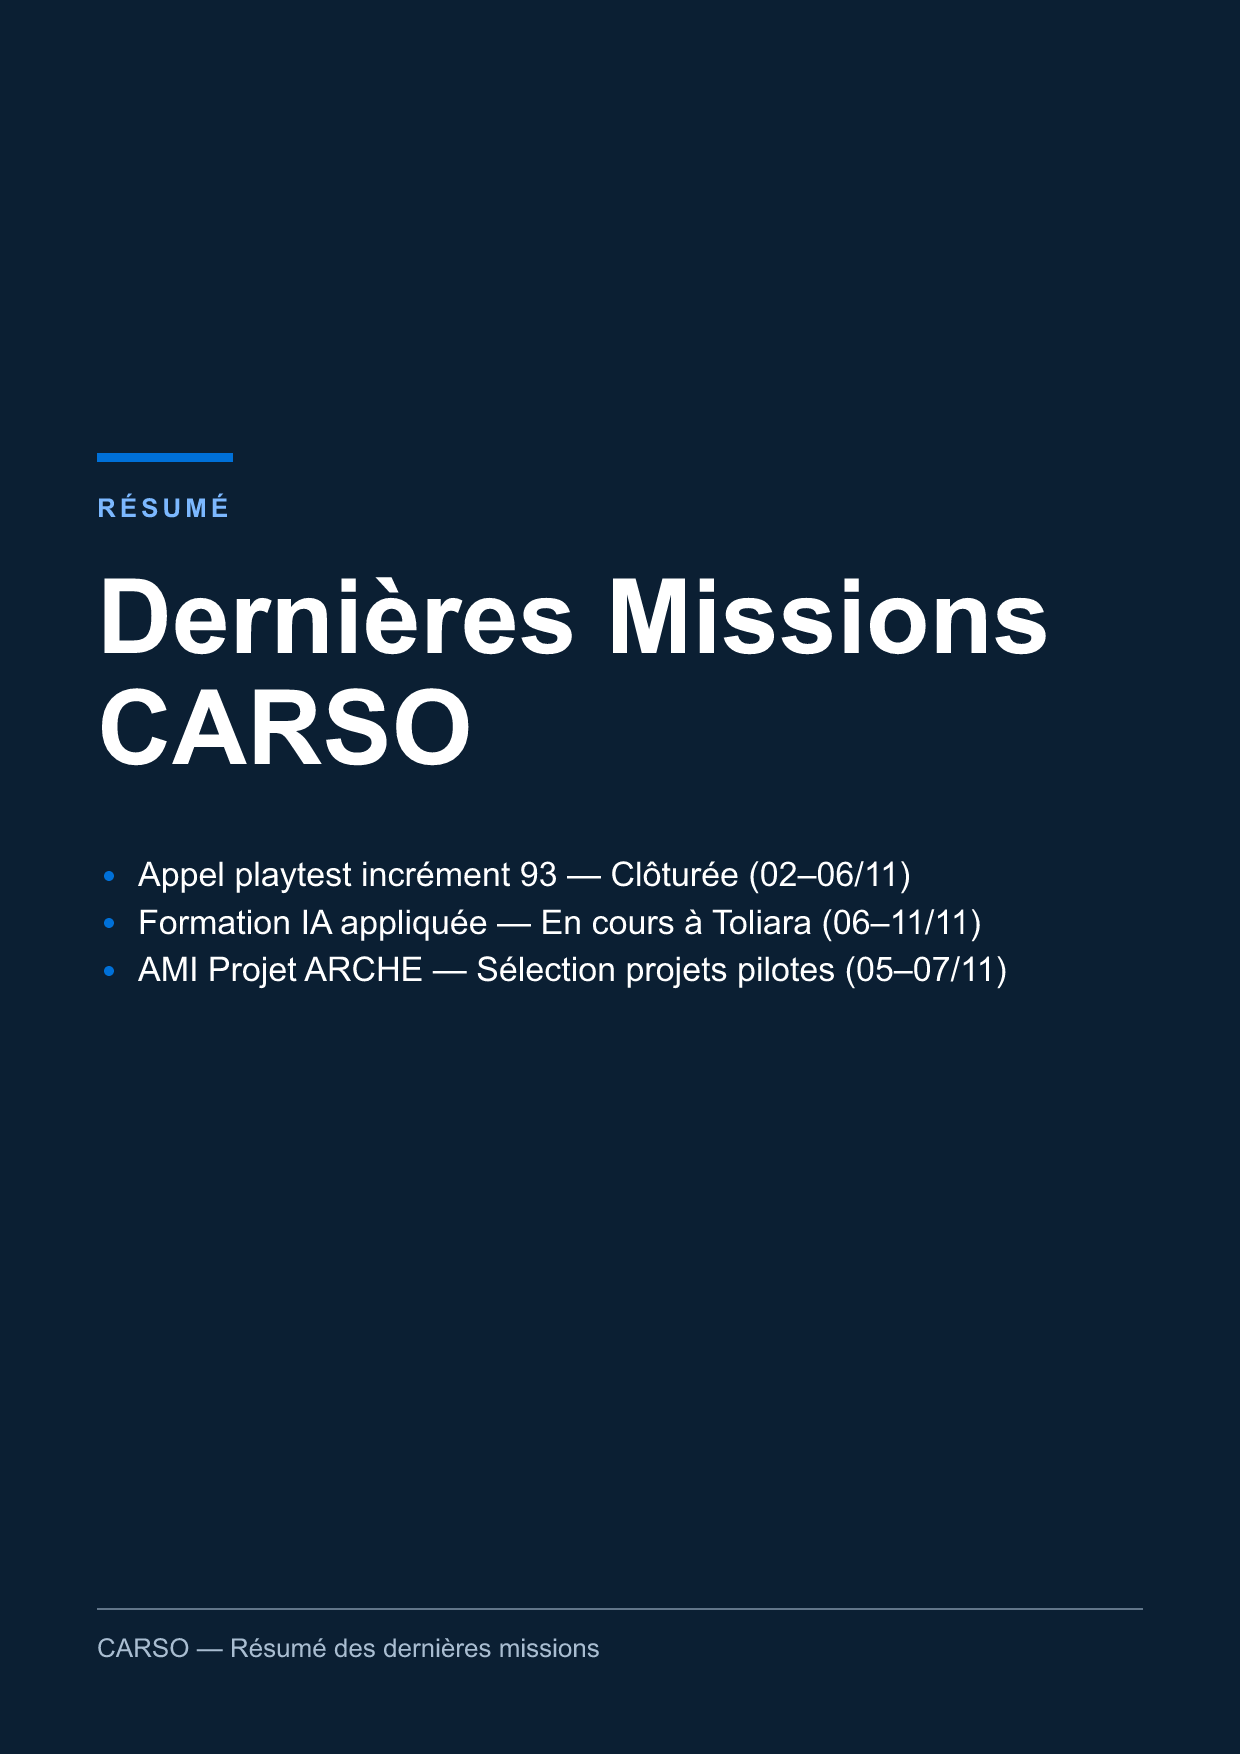 RÉSUMÉ
Dernières Missions
CARSO
• Appel playtest incrément 93 — Clôturée (02–06/11)
• Formation IA appliquée — En cours à Toliara (06–11/11)
• AMI Projet ARCHE — Sélection projets pilotes (05–07/11)
CARSO — Résumé des dernières missions